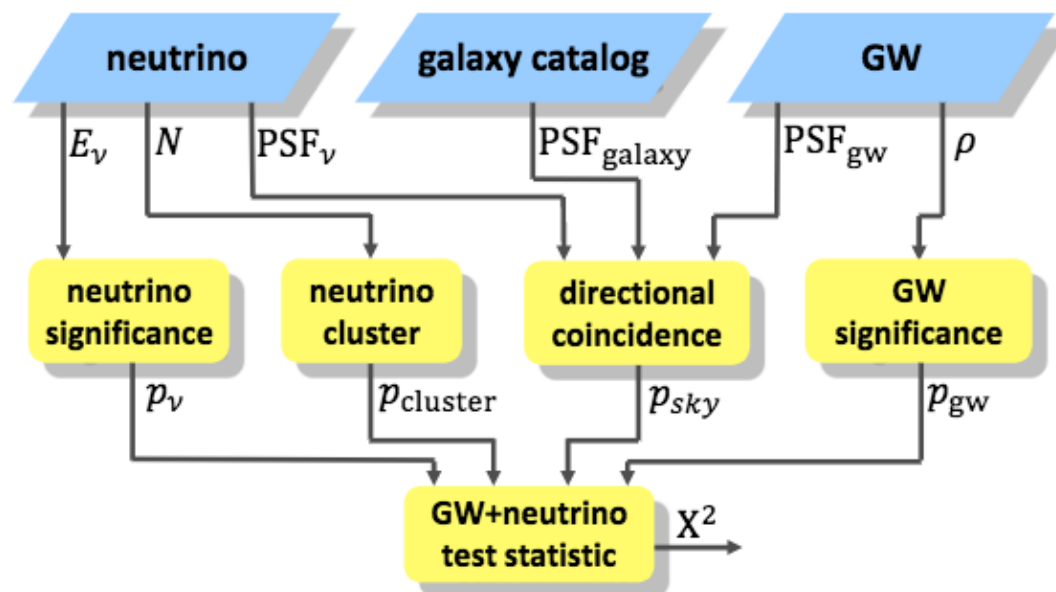 neutrino
galaxy catalog
GW
E_ν
N
PSF_ν
PSF_galaxy
PSF_gw
ρ
neutrino
significance
neutrino
cluster
directional
coincidence
GW
significance
p_ν
p_cluster
p_sky
p_gw
GW+neutrino
test statistic
X²